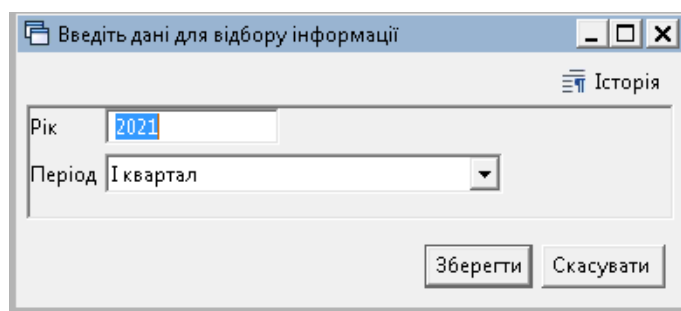 Введіть дані для відбору інформації
Історія
Рік 2021
Період І квартал
Зберегти Скасувати